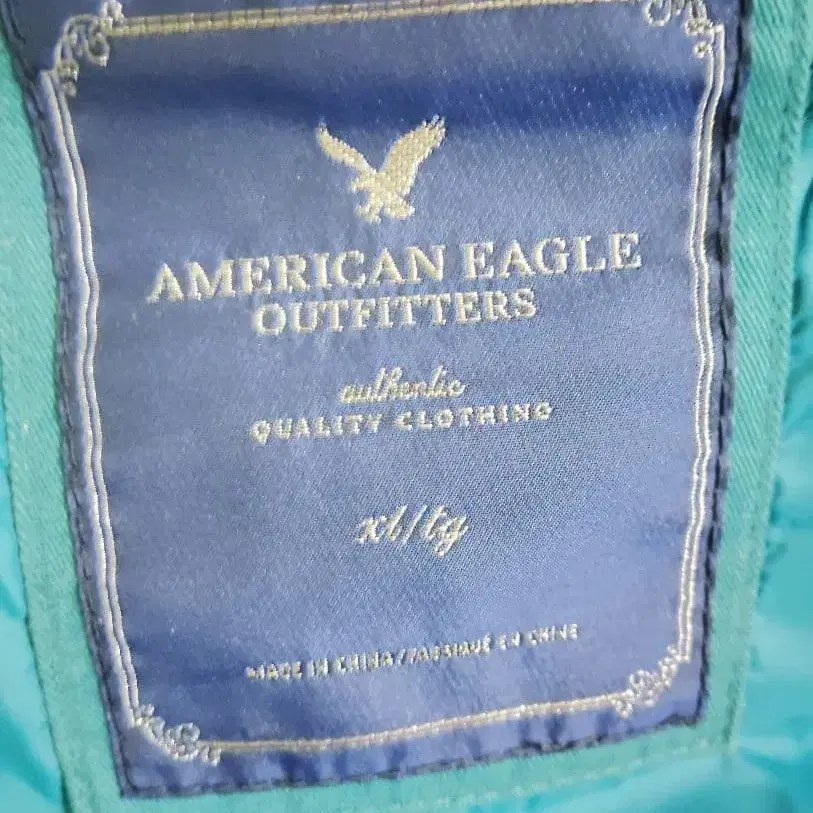 AMERICAN EAGLE
OUTFITTERS
authentic
QUALITY CLOTHING
xl/tg
MADE IN CHINA/FABRIQUÉ EN CHINE